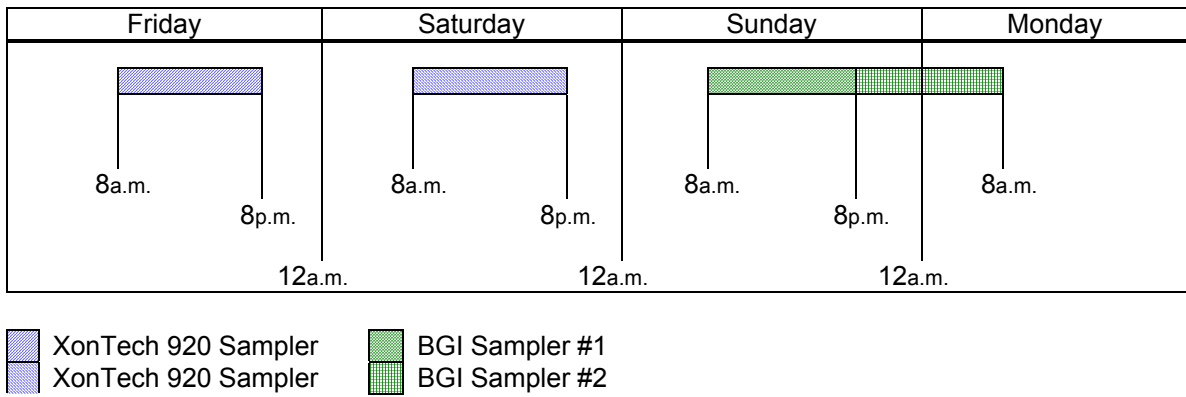 Friday Saturday Sunday Monday
8a.m. 8a.m. 8a.m. 8a.m.
8p.m. 8p.m. 8p.m.
12a.m. 12a.m. 12a.m.
XonTech 920 Sampler BGI Sampler #1
XonTech 920 Sampler BGI Sampler #2